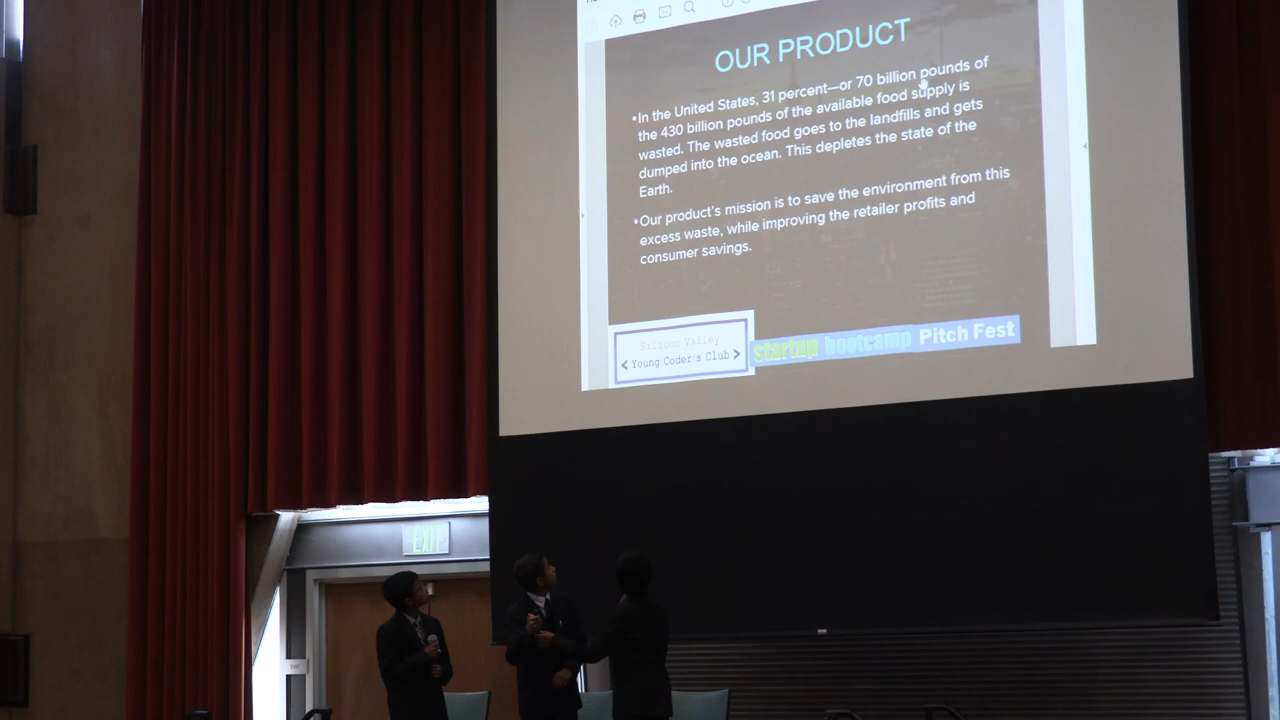 OUR PRODUCT
•In the United States, 31 percent—or 70 billion pounds of
the 430 billion pounds of the available food supply is
wasted. The wasted food goes to the landfills and gets
dumped into the ocean. This depletes the state of the
Earth.
•Our product's mission is to save the environment from this
excess waste, while improving the retailer profits and
consumer savings.
Silicon Valley
< Young Coder's Club >
startup bootcamp Pitch Fest
EXIT
EXIT